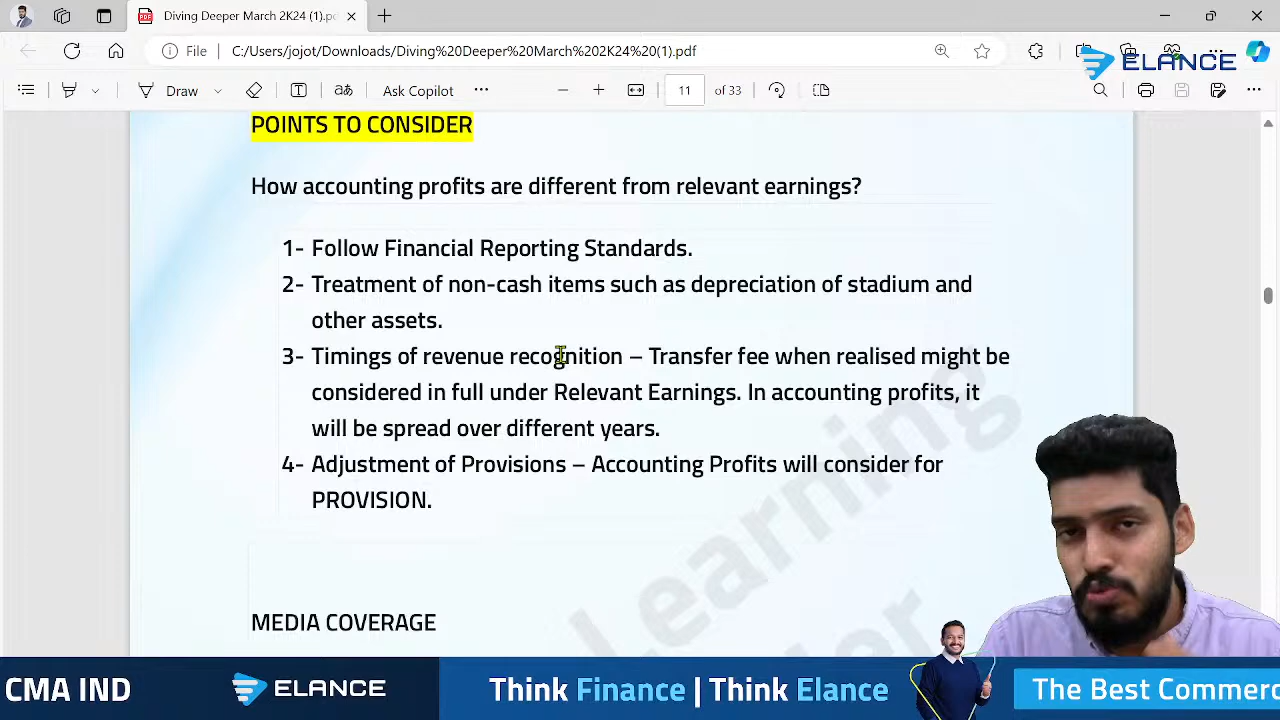 Diving Deeper March 2K24 (1).pd
File
C:/Users/jojot/Downloads/Diving%20Deeper%20March%202K24%20(1).pdf
ELANCE
Draw
aあ
Ask Copilot
11
of 33
POINTS TO CONSIDER
How accounting profits are different from relevant earnings?
1- Follow Financial Reporting Standards.
2- Treatment of non-cash items such as depreciation of stadium and
other assets.
3- Timings of revenue recognition – Transfer fee when realised might be
considered in full under Relevant Earnings. In accounting profits, it
will be spread over different years.
4- Adjustment of Provisions – Accounting Profits will consider for
PROVISION.
Learning
MEDIA COVERAGE
CMA IND
ELANCE
Think Finance | Think Elance
The Best Commerc